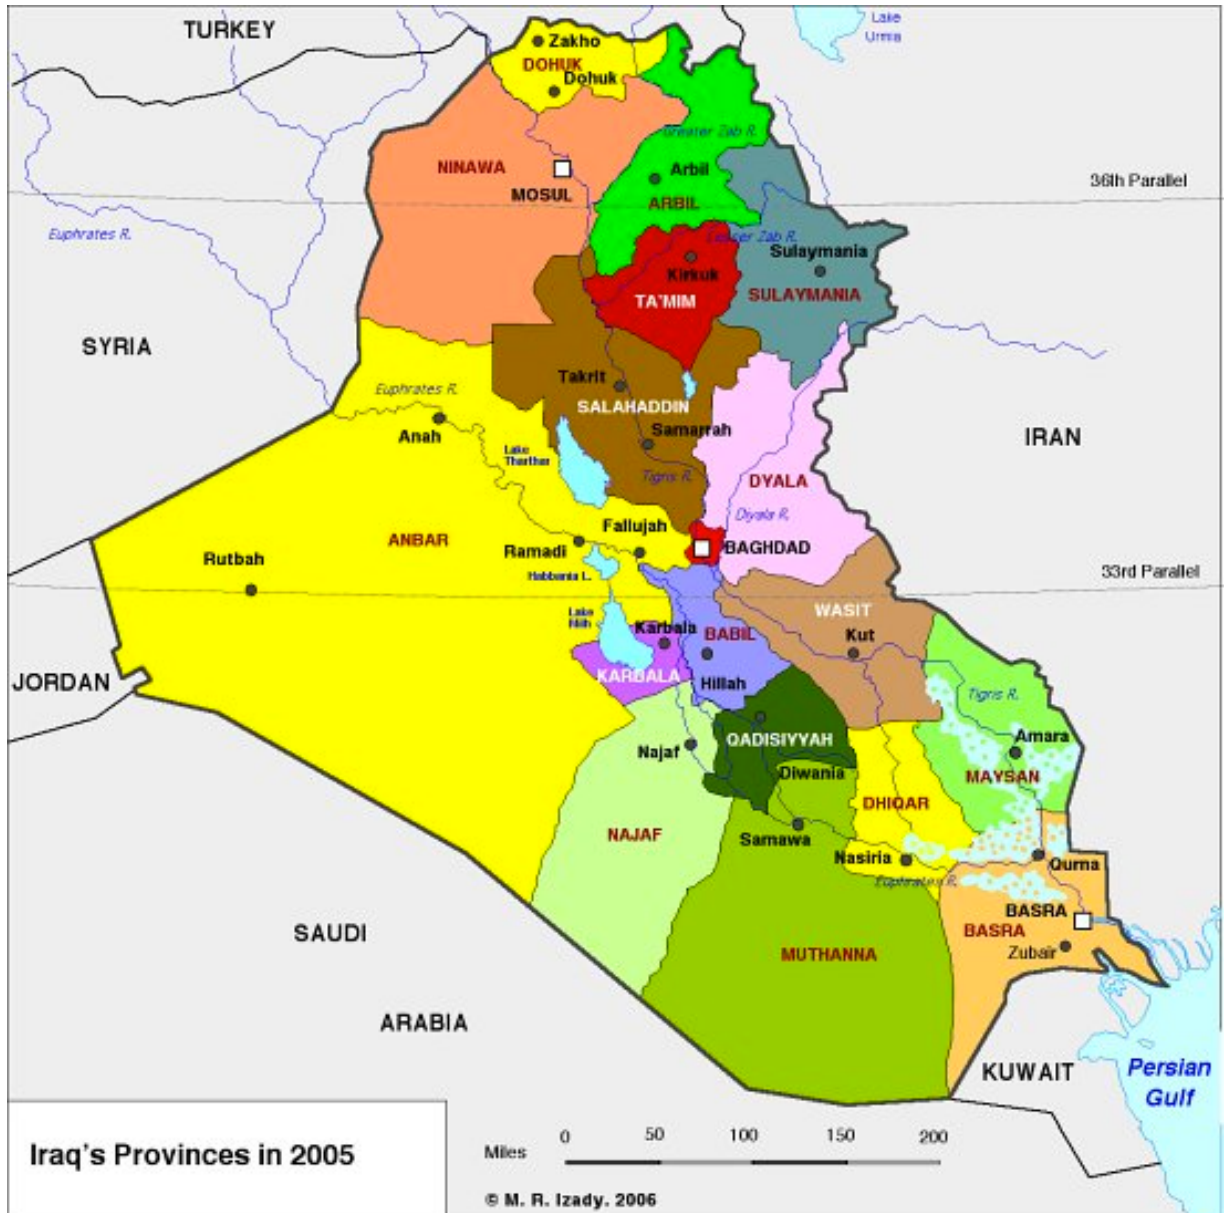 TURKEY
Lake
Urmia
Zakho
DOHUK
Dohuk
Greater Zab R.
NINAWA
Arbil
MOSUL
ARBIL
36th Parallel
Euphrates R.
Lesser Zab R.
Sulaymania
Kirkuk
SULAYMANIA
TA'MIM
SYRIA
Takrit
Euphrates R.
SALAHADDIN
Anah
Samarrah
IRAN
Lake
Tharthar
Tigris R.
DYALA
Diyala R.
Fallujah
ANBAR
Ramadi
BAGHDAD
Rutbah
Habbania L.
33rd Parallel
Lake
WASIT
Karbala
BABIL
Kut
KARBALA
JORDAN
Hillah
Tigris R.
QADISIYYAH
Amara
Najaf
Diwania
MAYSAN
DHIQAR
NAJAF
Samawa
Nasiria
Qurna
Euphrates R.
BASRA
SAUDI
BASRA
Zubair
MUTHANNA
ARABIA
KUWAIT
Persian
Gulf
Iraq's Provinces in 2005
Miles
0 50 100 150 200
© M. R. Izady. 2006